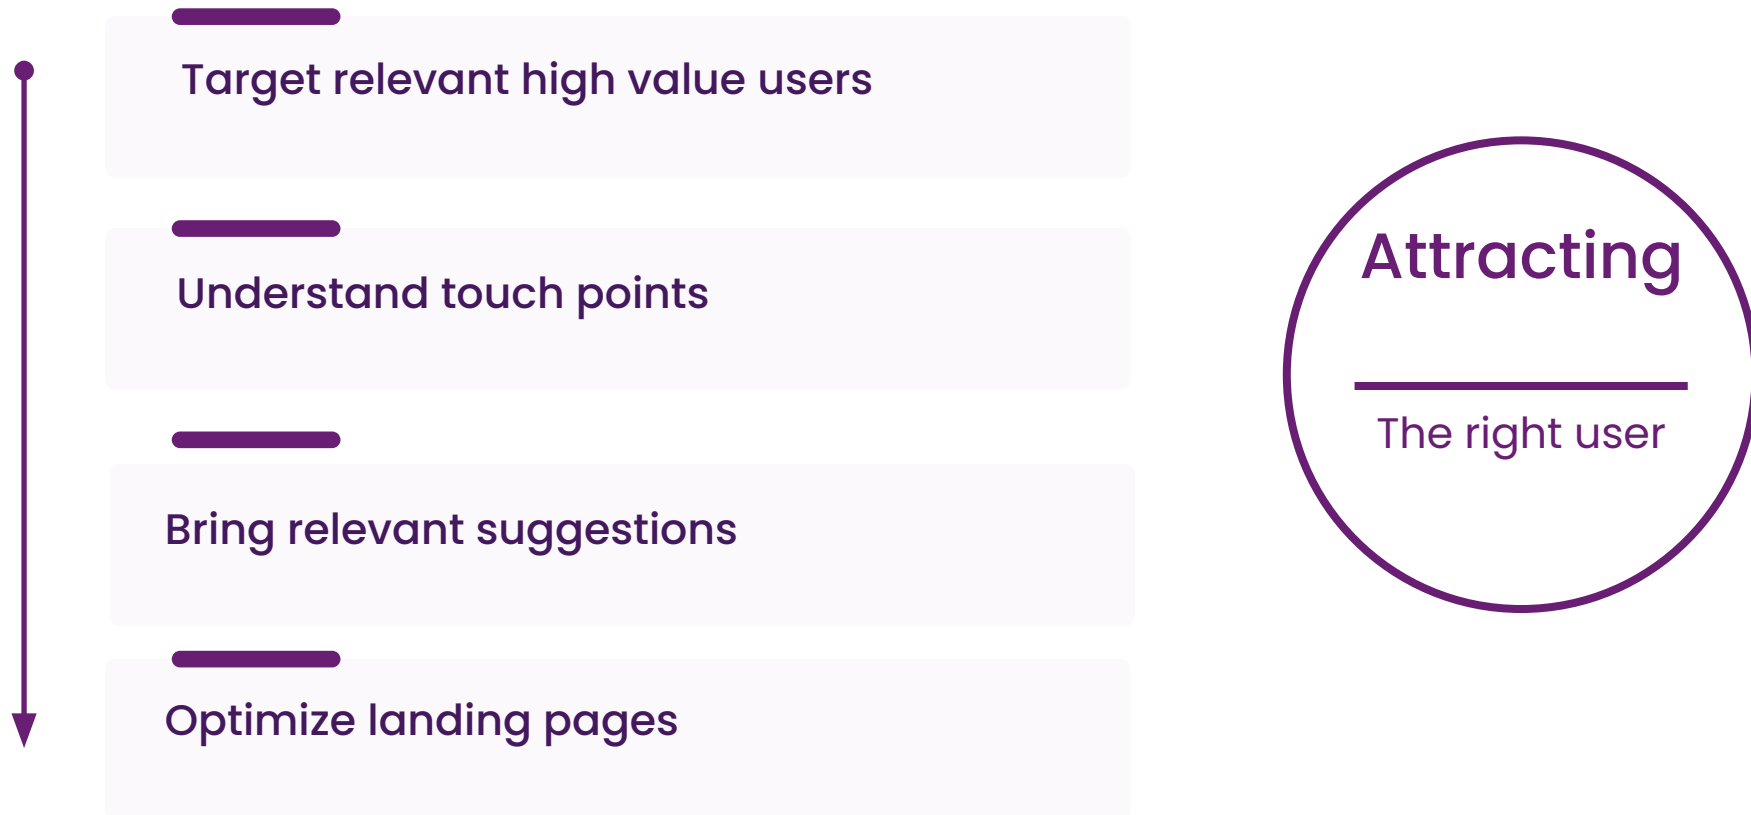 Target relevant high value users
Understand touch points
Bring relevant suggestions
Optimize landing pages
Attracting
The right user